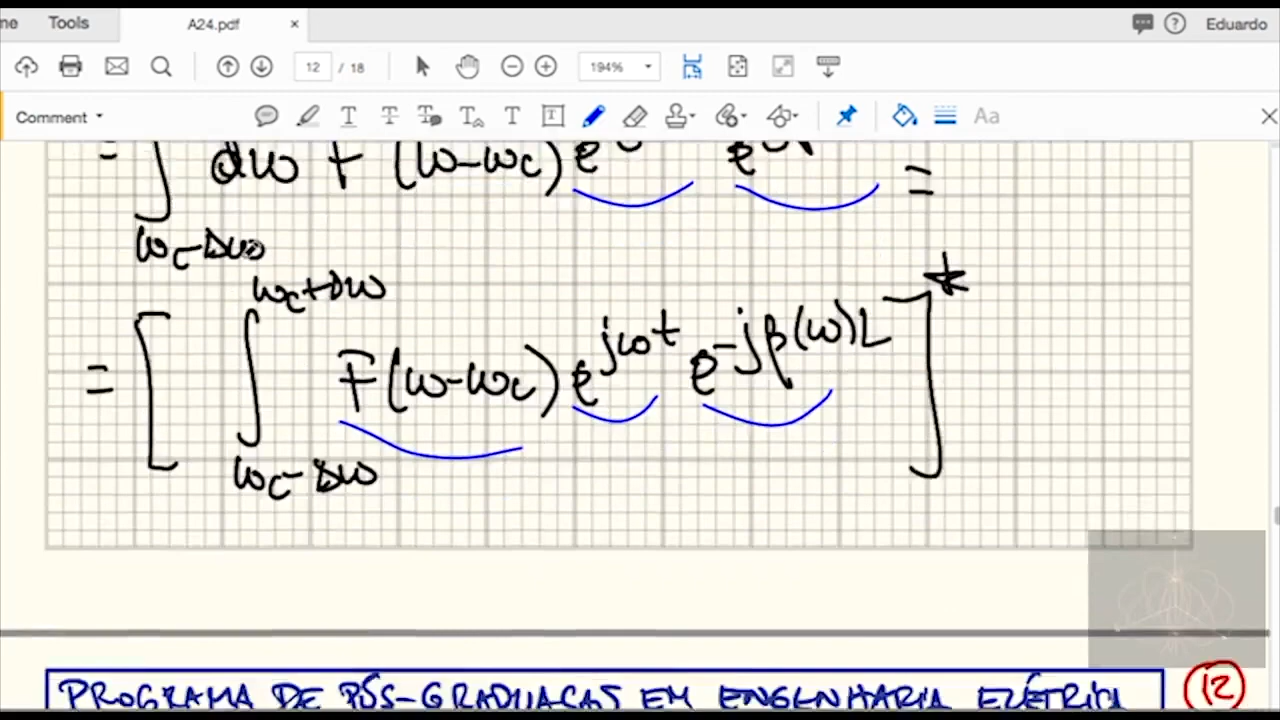 me Tools A24.pdf × Eduardo
12 / 18 194%
Comment Aa
= ∫ dω F (ω-ωc) e e =
ωc-Δω
ωc+Δω
= [ ∫ F(ω-ωc) e^{jωt} e^{-jβ(ω)L} ]*
ωc-Δω
PROGRAMA DE PÓS-GRADUAÇÃO EM ENGENHARIA ELÉTRICA 12